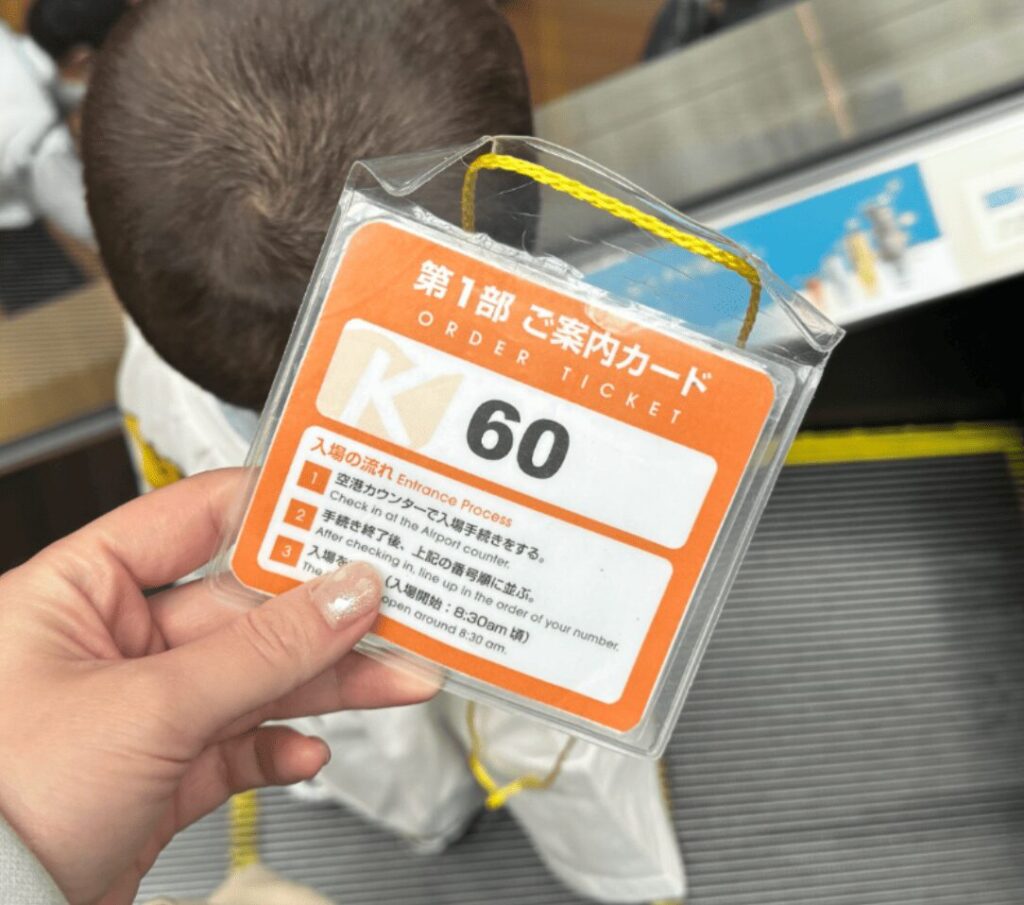 第1部 ご案内カード
ORDER TICKET
K 60
入場の流れ Entrance Process
1 空港カウンターで入場手続きをする。
Check in at the Airport counter.
2 手続き終了後、上記の番号順に並ぶ。
After checking in, line up in the order of your number.
3 入場を (入場開始：8:30am 頃)
The open around 8:30 am.